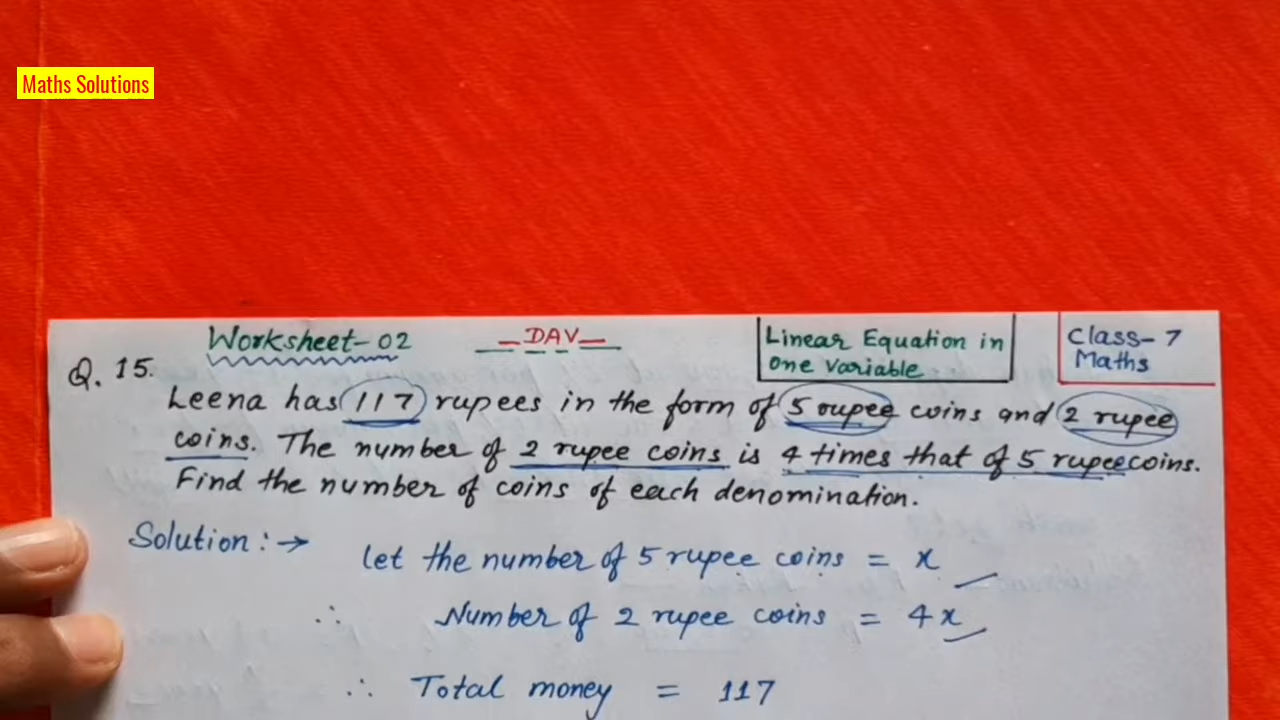 Maths Solutions
Worksheet-02
DAV
Linear Equation in
One Variable
Class-7
Maths
Q. 15.
Leena has 117 rupees in the form of 5 rupee coins and 2 rupee
coins. The number of 2 rupee coins is 4 times that of 5 rupee coins.
Find the number of coins of each denomination.
Solution :→ Let the number of 5 rupee coins = x
∴ Number of 2 rupee coins = 4x
∴ Total money = 117